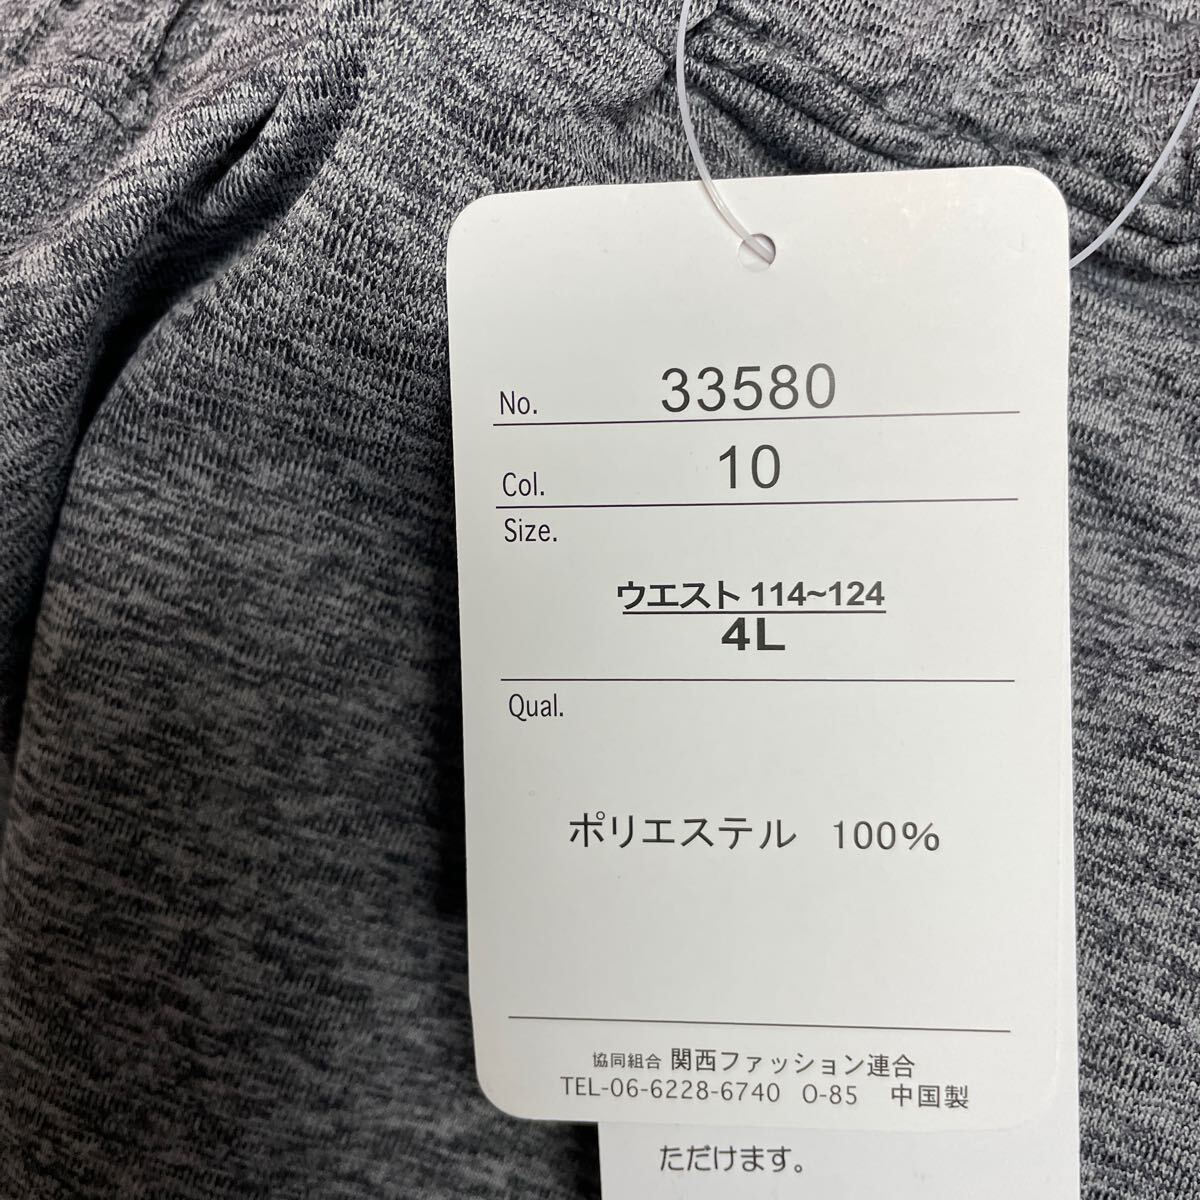 No. 33580
Col. 10
Size.
ウエスト 114~124
4L
Qual.
ポリエステル 100%
協同組合 関西ファッション連合
TEL-06-6228-6740 O-85 中国製
ただけます。